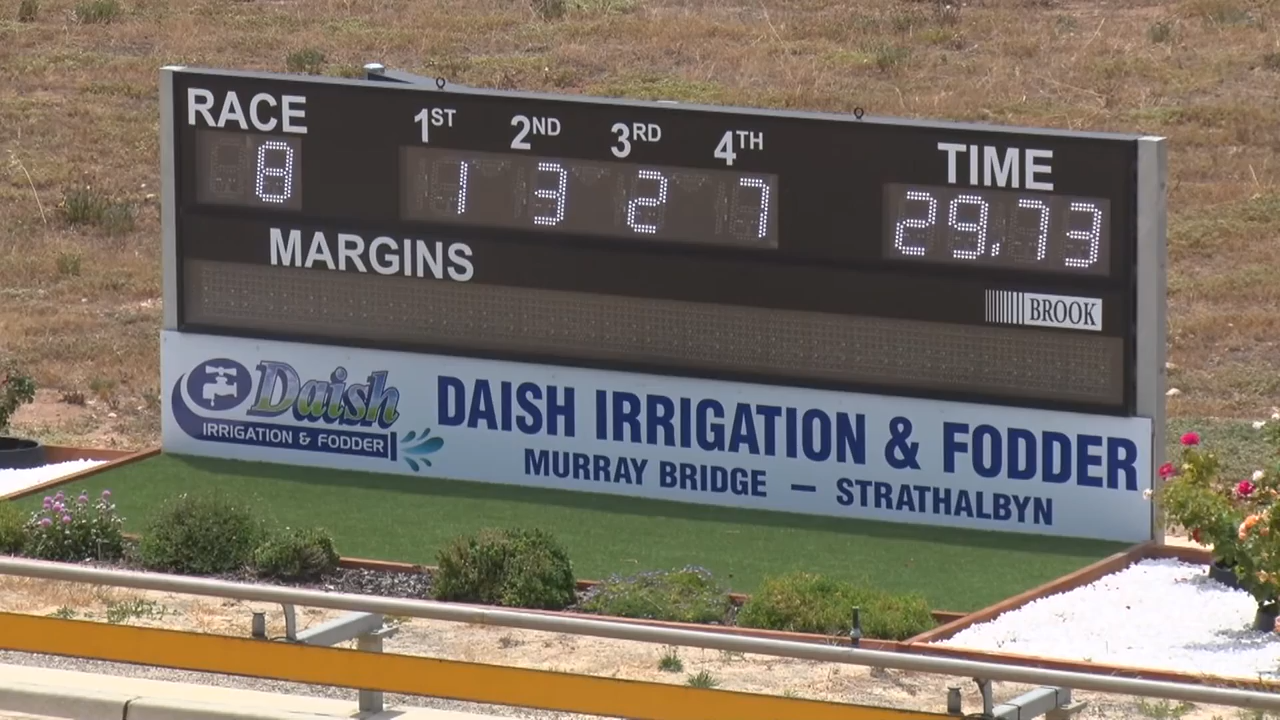 RACE 1ST 2ND 3RD 4TH TIME
8 1 3 2 7 29.73
MARGINS
BROOK
Daish
IRRIGATION & FODDER
DAISH IRRIGATION & FODDER
MURRAY BRIDGE — STRATHALBYN